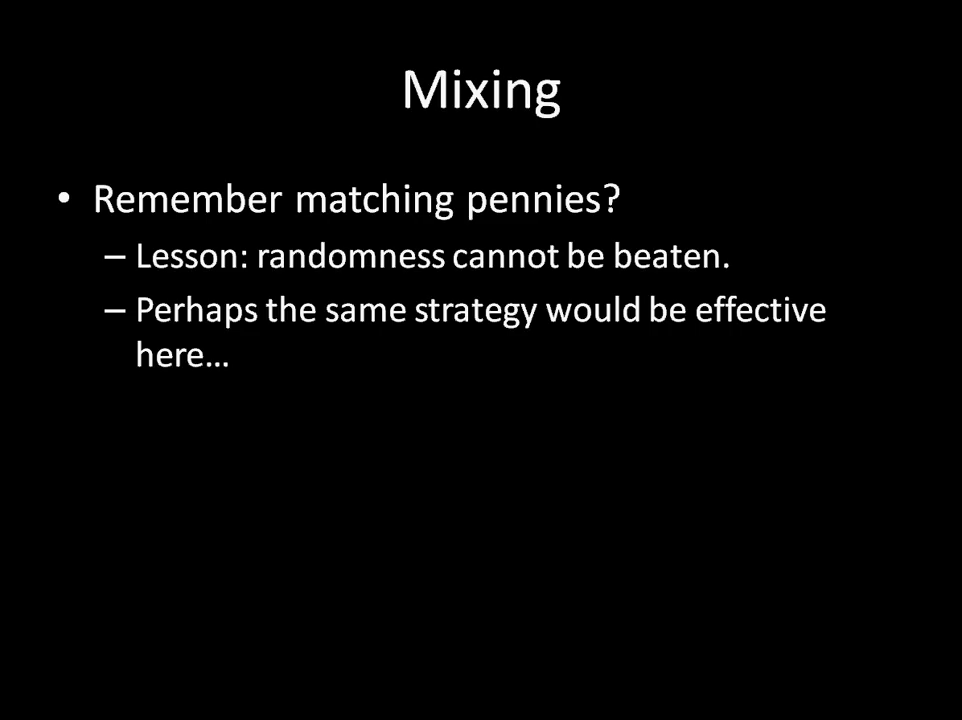 Mixing
• Remember matching pennies?
– Lesson: randomness cannot be beaten.
– Perhaps the same strategy would be effective
here…